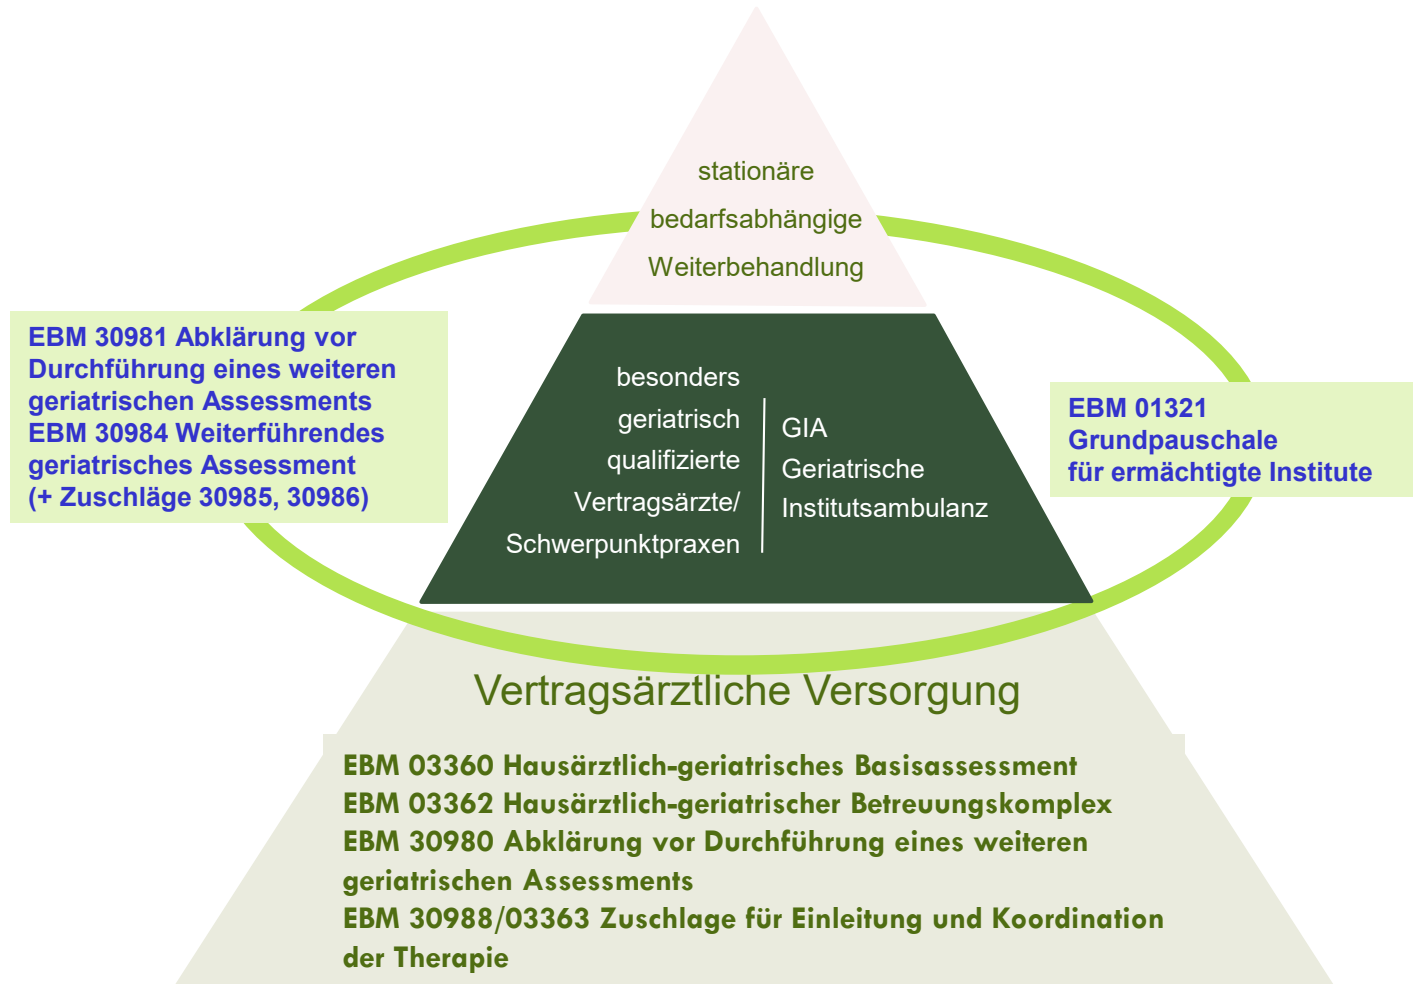 stationäre
bedarfsabhängige
Weiterbehandlung
EBM 30981 Abklärung vor
Durchführung eines weiteren
geriatrischen Assessments
EBM 30984 Weiterführendes
geriatrisches Assessment
(+ Zuschläge 30985, 30986)
besonders
geriatrisch
qualifizierte
Vertragsärzte/
Schwerpunktpraxen
GIA
Geriatrische
Institutsambulanz
EBM 01321
Grundpauschale
für ermächtigte Institute
Vertragsärztliche Versorgung
EBM 03360 Hausärztlich-geriatrisches Basisassessment
EBM 03362 Hausärztlich-geriatrischer Betreuungskomplex
EBM 30980 Abklärung vor Durchführung eines weiteren
geriatrischen Assessments
EBM 30988/03363 Zuschlage für Einleitung und Koordination
der Therapie